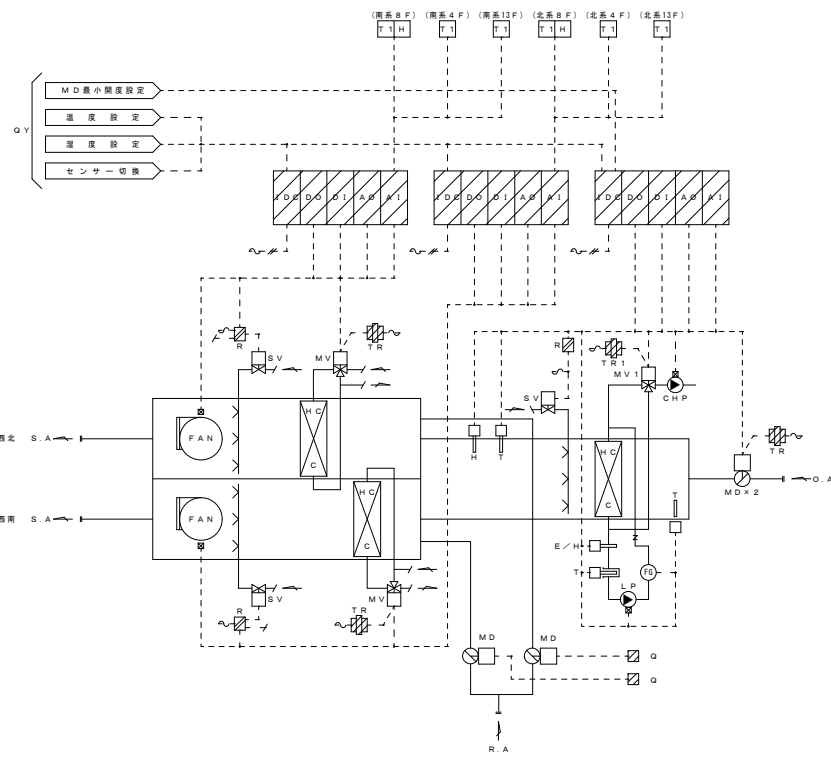 (南系8F) (南系4F) (南系13F) (北系8F) (北系4F) (北系13F)
T1 H T1 T1 T1 H T1 T1
QY
MD最小開度設定
温度設定
湿度設定
センサー切換
IDC DO DI AO AI IDC DO DI AO AI IDC DO DI AO AI
R SV MV TR R TR1
MV1
SV CHP
FAN HC C
西北 S.A
H T HC C TR
MD×2 O.A
西南 S.A FAN HC C T
E/H
T FG
LP
SV MV
R TR
MD MD
Q
Q
R.A